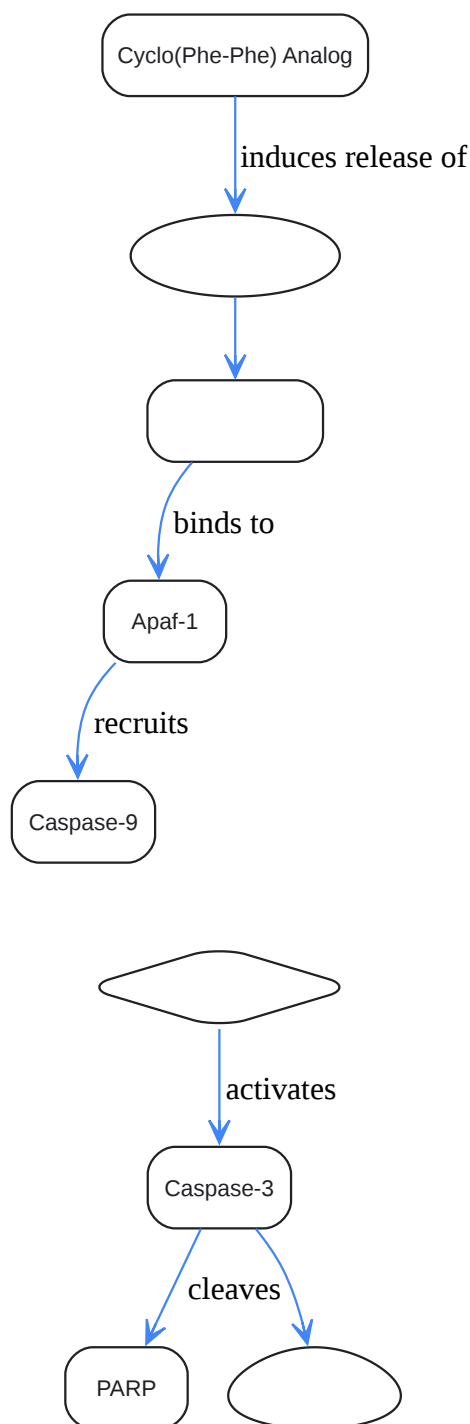 Cyclo(Phe-Phe) Analog
induces release of
binds to
Apaf-1
recruits
Caspase-9
activates
Caspase-3
cleaves
PARP